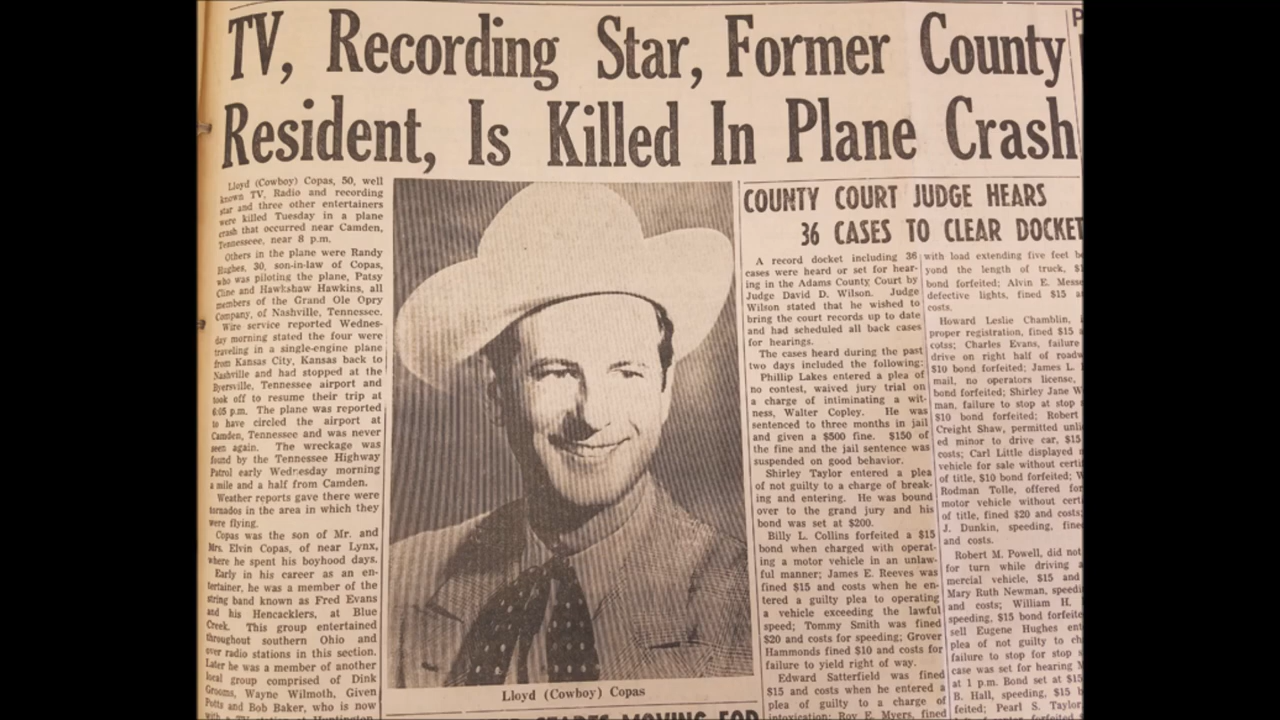 TV, Recording Star, Former County
Resident, Is Killed In Plane Crash
Lloyd (Cowboy) Copas, 50, well
known TV, Radio and recording
star and three other entertainers
were killed Tuesday in a plane
crash that occurred near Camden,
Tennesseee, near 8 p.m.
Others in the plane were Randy
Hughes, 30, son-in-law of Copas,
who was piloting the plane, Patsy
Cline and Hawkshaw Hawkins, all
members of the Grand Ole Opry
Company, of Nashville, Tennessee.
Wire service reported Wednes-
day morning stated the four were
traveling in a single-engine plane
from Kansas City, Kansas back to
Nashville and had stopped at the
Byersville, Tennessee airport and
took off to resume their trip at
6:05 p.m. The plane was reported
to have circled the airport at
Camden, Tennessee and was never
seen again. The wreckage was
found by the Tennessee Highway
Patrol early Wednesday morning
a mile and a half from Camden.
Weather reports gave there were
tornados in the area in which they
were flying.
Copas was the son of Mr. and
Mrs. Elvin Copas, of near Lynx,
where he spent his boyhood days.
Early in his career as an en-
tertainer, he was a member of the
string band known as Fred Evans
and his Hencacklers, at Blue
Creek. This group entertained
throughout southern Ohio and
over radio stations in this section.
Later he was a member of another
local group comprised of Dink
Grooms, Wayne Wilmoth, Given
Potts and Bob Baker, who is now
Lloyd (Cowboy) Copas
COUNTY COURT JUDGE HEARS
36 CASES TO CLEAR DOCKET
A record docket including 36
cases were heard or set for hear-
ing in the Adams County Court by
Judge David D. Wilson. Judge
Wilson stated that he wished to
bring the court records up to date
and had scheduled all back cases
for hearings.
The cases heard during the past
two days included the following:
Phillip Lakes entered a plea of
no contest, waived jury trial on
a charge of intiminating a wit-
ness, Walter Copley. He was
sentenced to three months in jail
and given a $500 fine. $150 of
the fine and the jail sentence was
suspended on good behavior.
Shirley Taylor entered a plea
of not guilty to a charge of break-
ing and entering. He was bound
over to the grand jury and his
bond was set at $200.
Billy L. Collins forfeited a $15
bond when charged with operat-
ing a motor vehicle in an unlaw-
ful manner; James E. Reeves was
fined $15 and costs when he en-
tered a guilty plea to operating
a vehicle exceeding the lawful
speed; Tommy Smith was fined
$20 and costs for speeding; Grover
Hammonds fined $10 and costs for
failure to yield right of way.
Edward Satterfield was fined
$15 and costs when he entered a
plea of guilty to a charge of
intoxication; Roy E. Myers, fined
with load extending five feet be
yond the length of truck, $1
bond forfeited; Alvin E. Messe
defective lights, fined $15 a
costs.
Howard Leslie Chamblin, i
proper registration, fined $15 a
cotss; Charles Evans, failure
drive on right half of roadw
$10 bond forfeited; James L.
mail, no operators license,
bond forfeited; Shirley Jane W
man, failure to stop at stop s
$10 bond forfeited; Robert
Creight Shaw, permitted unli
ed minor to drive car, $15
costs; Carl Little displayed
vehicle for sale without certi
of title, $10 bond forfeited; W
Rodman Tolle, offered for
motor vehicle without cert
of title, fined $20 and costs;
J. Dunkin, speeding, fine
and costs.
Robert M. Powell, did not
for turn while driving a
mercial vehicle, $15 and
Mary Ruth Newman, speedi
and costs; William H.
speeding, $15 bond forfeite
sell Eugene Hughes ent
plea of not guilty to ch
failure to stop for stop s
case was set for hearing M
at 1 p.m. Bond set at $15
B. Hall, speeding, $15 b
feited; Pearl S. Taylor